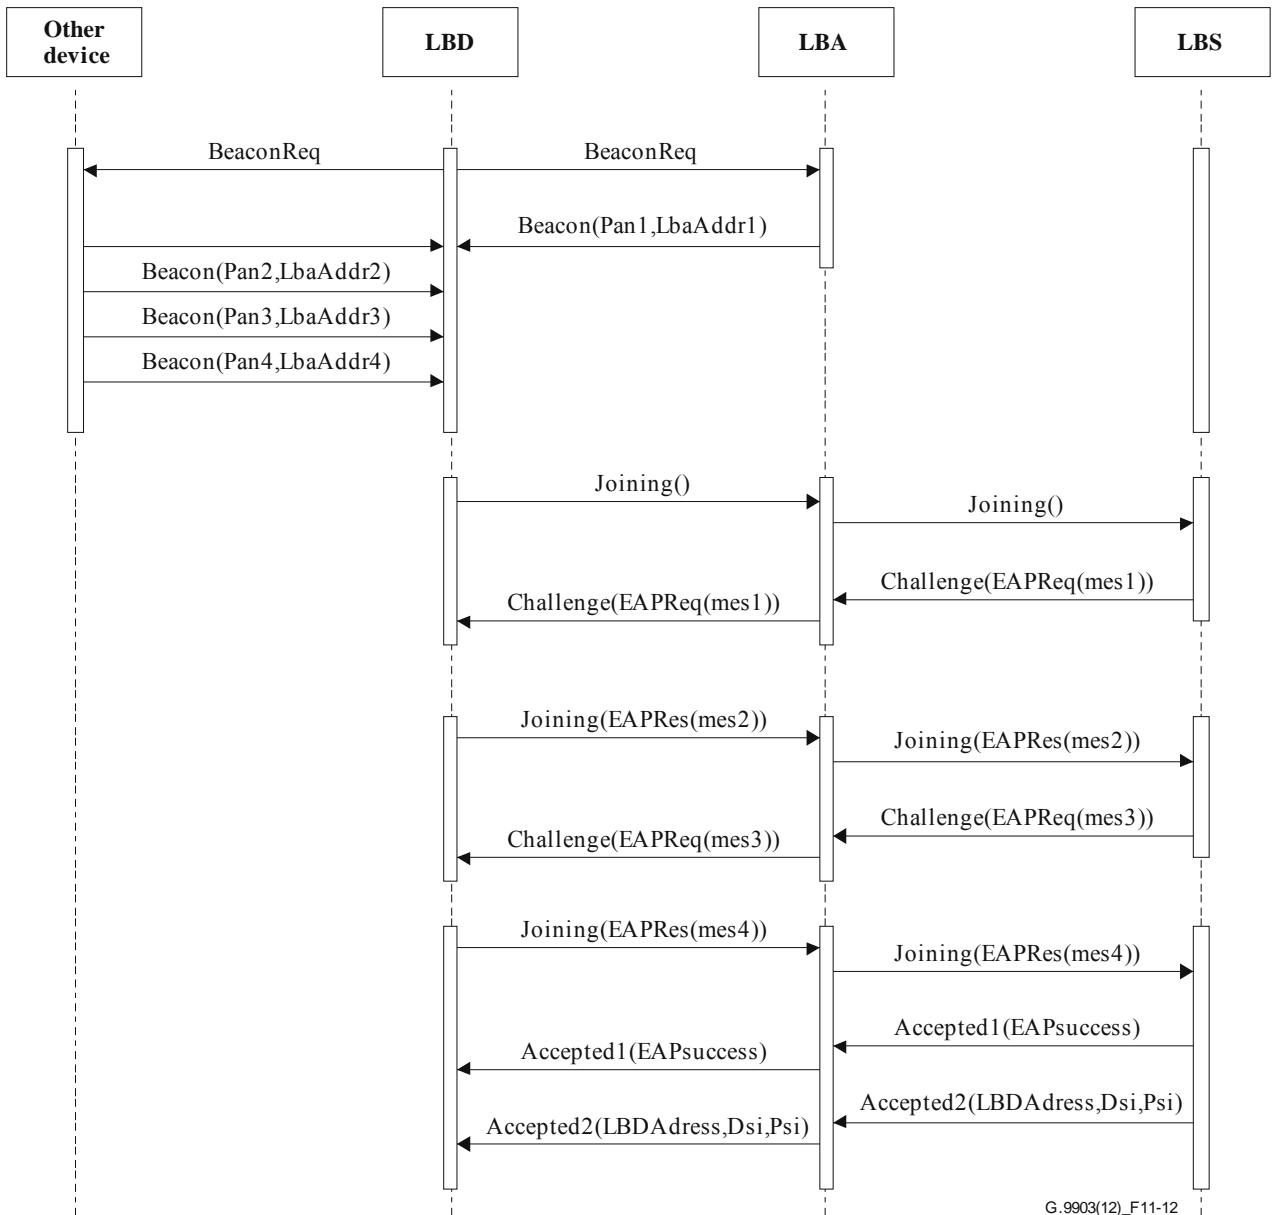 Other
device
LBD
LBA
LBS
BeaconReq
BeaconReq
Beacon(Pan1,LbaAddr1)
Beacon(Pan2,LbaAddr2)
Beacon(Pan3,LbaAddr3)
Beacon(Pan4,LbaAddr4)
Joining()
Joining()
Challenge(EAPReq(mes1))
Challenge(EAPReq(mes1))
Joining(EAPRes(mes2))
Joining(EAPRes(mes2))
Challenge(EAPReq(mes3))
Challenge(EAPReq(mes3))
Joining(EAPRes(mes4))
Joining(EAPRes(mes4))
Accepted1(EAPsuccess)
Accepted1(EAPsuccess)
Accepted2(LBDAdress,Dsi,Psi)
Accepted2(LBDAdress,Dsi,Psi)
G.9903(12)_F11-12